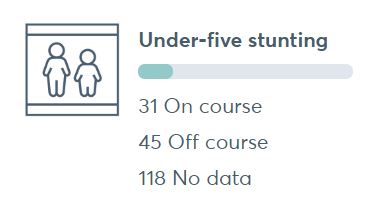 Under-five stunting
31 On course
45 Off course
118 No data